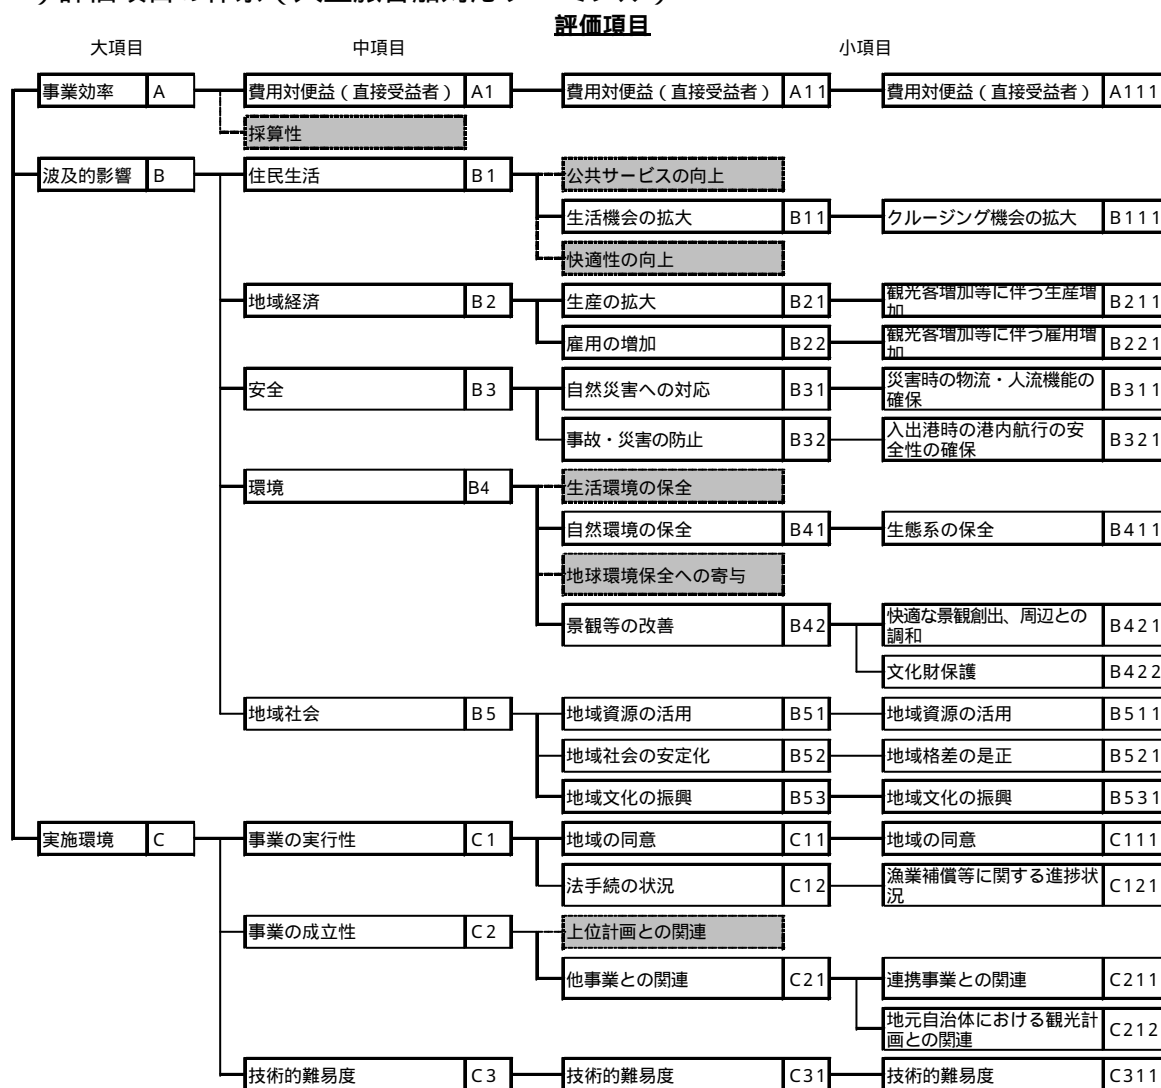 評価項目
大項目 中項目 小項目
事業効率 A 費用対便益(直接受益者) A1 費用対便益(直接受益者) A11 費用対便益(直接受益者) A111
採算性
波及的影響 B 住民生活 B1 公共サービスの向上
生活機会の拡大 B11 クルージング機会の拡大 B111
快適性の向上
地域経済 B2 生産の拡大 B21 観光客増加等に伴う生産増
加 B211
雇用の増加 B22 観光客増加等に伴う雇用増
加 B221
安全 B3 自然災害への対応 B31 災害時の物流・人流機能の
確保 B311
事故・災害の防止 B32 入出港時の港内航行の安
全性の確保 B321
環境 B4 生活環境の保全
自然環境の保全 B41 生態系の保全 B411
地球環境保全への寄与
景観等の改善 B42 快適な景観創出、周辺との
調和 B421
文化財保護 B422
地域社会 B5 地域資源の活用 B51 地域資源の活用 B511
地域社会の安定化 B52 地域格差の是正 B521
地域文化の振興 B53 地域文化の振興 B531
実施環境 C 事業の実行性 C1 地域の同意 C11 地域の同意 C111
法手続の状況 C12 漁業補償等に関する進捗状
況 C121
事業の成立性 C2 上位計画との関連
他事業との関連 C21 連携事業との関連 C211
地元自治体における観光計
画との関連 C212
技術的難易度 C3 技術的難易度 C31 技術的難易度 C311